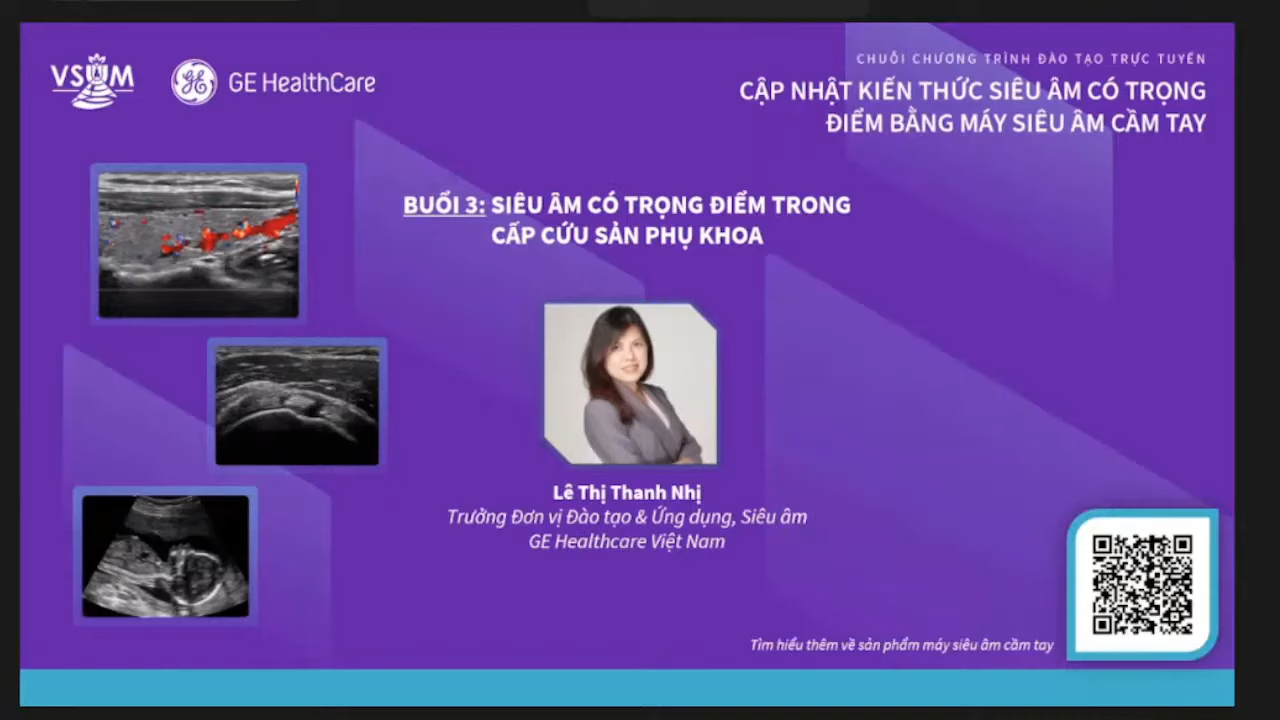 VSUM
GE HealthCare
CHUỖI CHƯƠNG TRÌNH ĐÀO TẠO TRỰC TUYẾN
CẬP NHẬT KIẾN THỨC SIÊU ÂM CÓ TRỌNG
ĐIỂM BẰNG MÁY SIÊU ÂM CẦM TAY
BUỔI 3: SIÊU ÂM CÓ TRỌNG ĐIỂM TRONG
CẤP CỨU SẢN PHỤ KHOA
Lê Thị Thanh Nhị
Trưởng Đơn vị Đào tạo & Ứng dụng, Siêu âm
GE Healthcare Việt Nam
Tìm hiểu thêm về sản phẩm máy siêu âm cầm tay